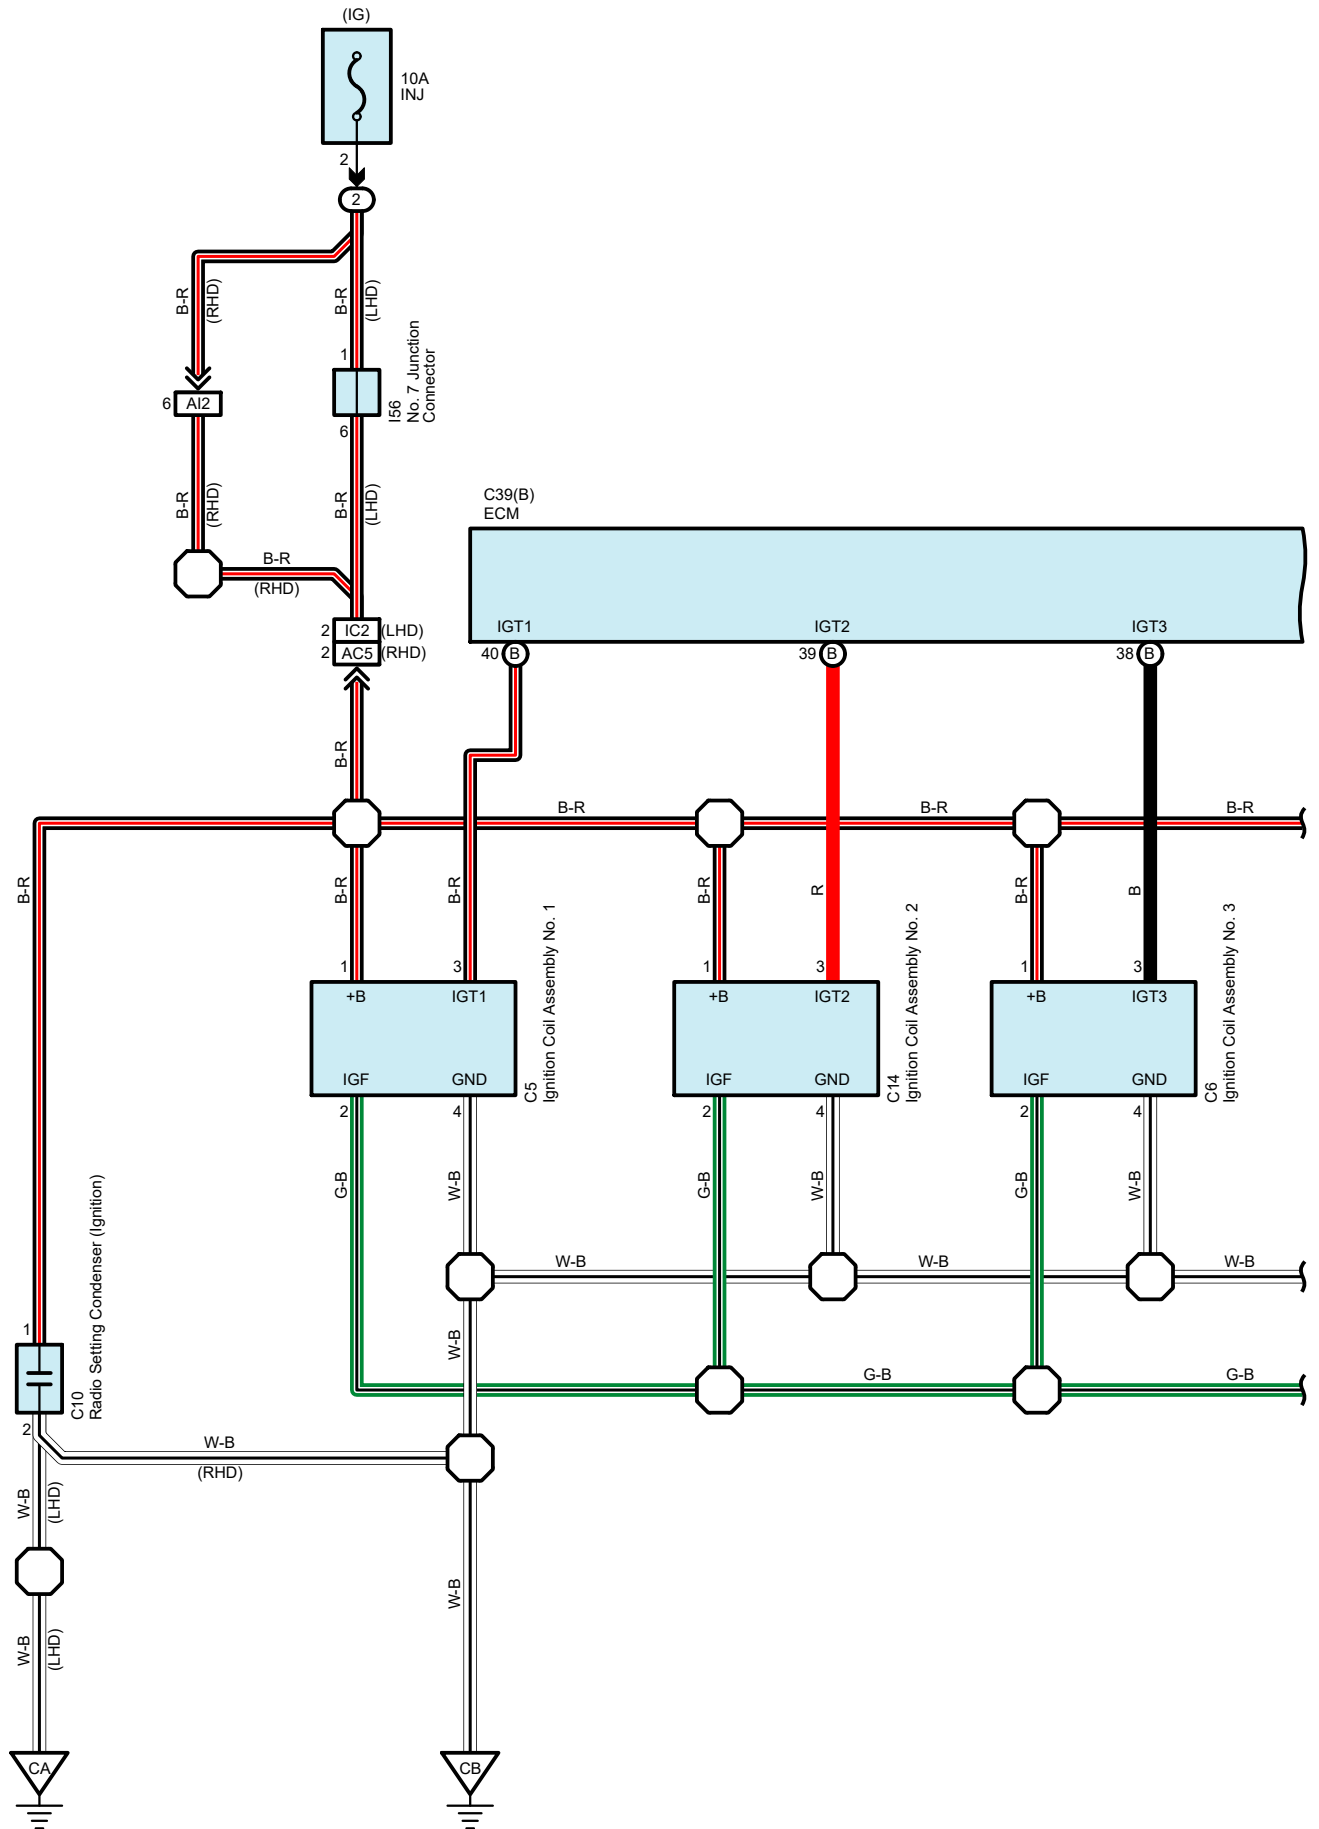 (IG)
10A
INJ
2
2
B-R
(RHD)
B-R
(LHD)
1
6
AI2
6
I56
No. 7 Junction
Connector
B-R
(RHD)
B-R
(LHD)
B-R
(RHD)
2
IC2
(LHD)
2
AC5
(RHD)
C39(B)
ECM
IGT1
IGT2
IGT3
40
B
39
B
38
B
B-R
B-R
B-R
B-R
B-R
B-R
B-R
B-R
R
B-R
B
1
3
1
3
1
3
+B
IGT1
+B
IGT2
+B
IGT3
IGF
GND
IGF
GND
IGF
GND
C5
Ignition Coil Assembly No. 1
C14
Ignition Coil Assembly No. 2
C6
Ignition Coil Assembly No. 3
2
4
2
4
2
4
G-B
W-B
G-B
W-B
G-B
W-B
W-B
W-B
W-B
1
C10
Radio Setting Condenser (Ignition)
2
W-B
G-B
G-B
W-B
(RHD)
W-B
(LHD)
W-B
W-B
(LHD)
CA
CB